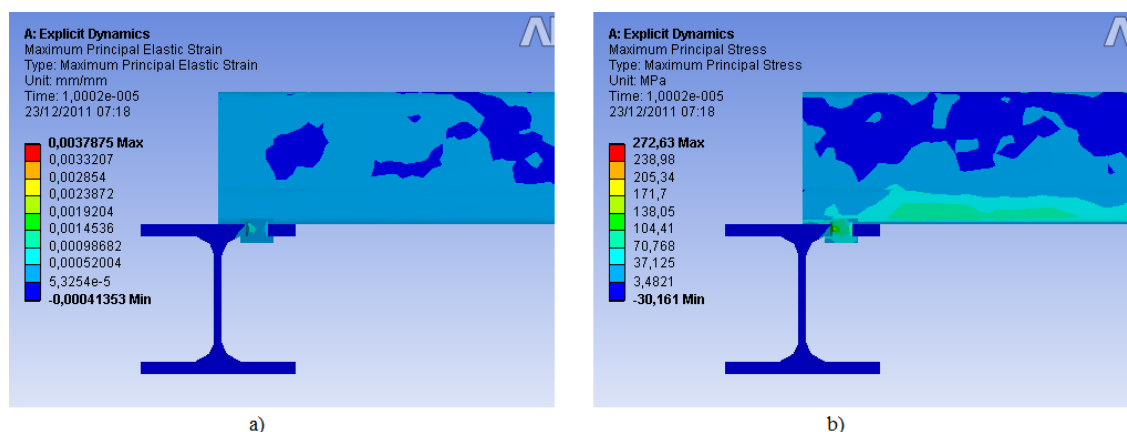 A: Explicit Dynamics
Maximum Principal Elastic Strain
Type: Maximum Principal Elastic Strain
Unit: mm/mm
Time: 1,0002e-005
23/12/2011 07:18
0,0037875 Max
0,0033207
0,002854
0,0023872
0,0019204
0,0014536
0,00098682
0,00052004
5,3254e-5
-0,00041353 Min
a)
A: Explicit Dynamics
Maximum Principal Stress
Type: Maximum Principal Stress
Unit: MPa
Time: 1,0002e-005
23/12/2011 07:18
272,63 Max
238,98
205,34
171,7
138,05
104,41
70,768
37,125
3,4821
-30,161 Min
b)